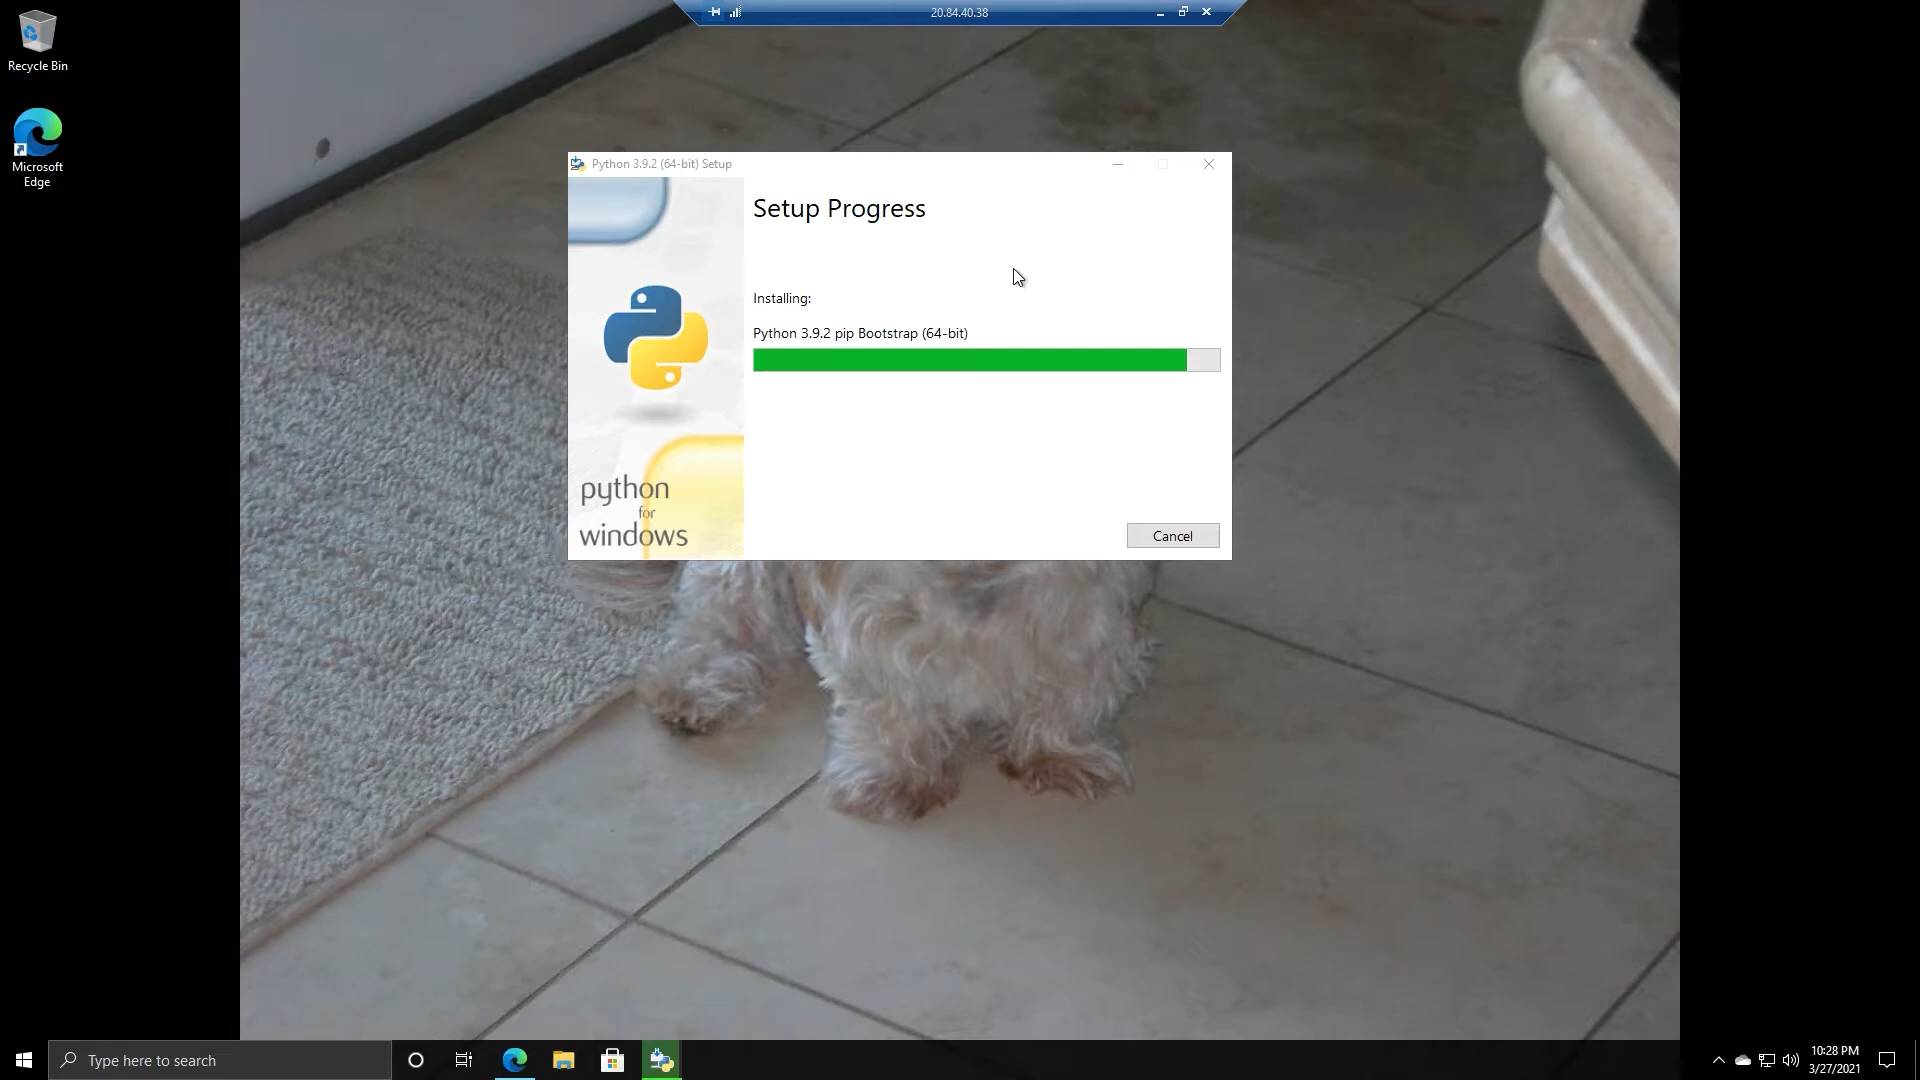 20.84.40.38
Recycle Bin
Microsoft
Edge
Python 3.9.2 (64-bit) Setup
Setup Progress
Installing:
Python 3.9.2 pip Bootstrap (64-bit)
python
for
windows
Cancel
Type here to search
10:28 PM
3/27/2021